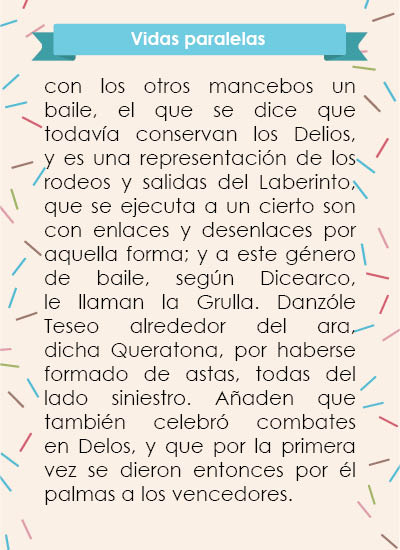 Vidas paralelas
con los otros mancebos un
baile, el que se dice que
todavía conservan los Delios,
y es una representación de los
rodeos y salidas del Laberinto,
que se ejecuta a un cierto son
con enlaces y desenlaces por
aquella forma; y a este género
de baile, según Dicearco,
le llaman la Grulla. Danzóle
Teseo alrededor del ara,
dicha Queratona, por haberse
formado de astas, todas del
lado siniestro. Añaden que
también celebró combates
en Delos, y que por la primera
vez se dieron entonces por él
palmas a los vencedores.